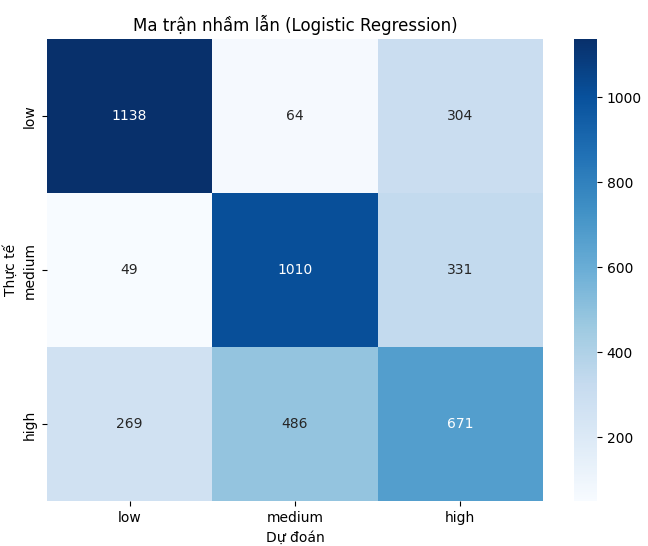 Ma trận nhầm lẫn (Logistic Regression)
low
1138
64
304
Thực tế
medium
49
1010
331
high
269
486
671
low
medium
high
Dự đoán
1000
800
600
400
200